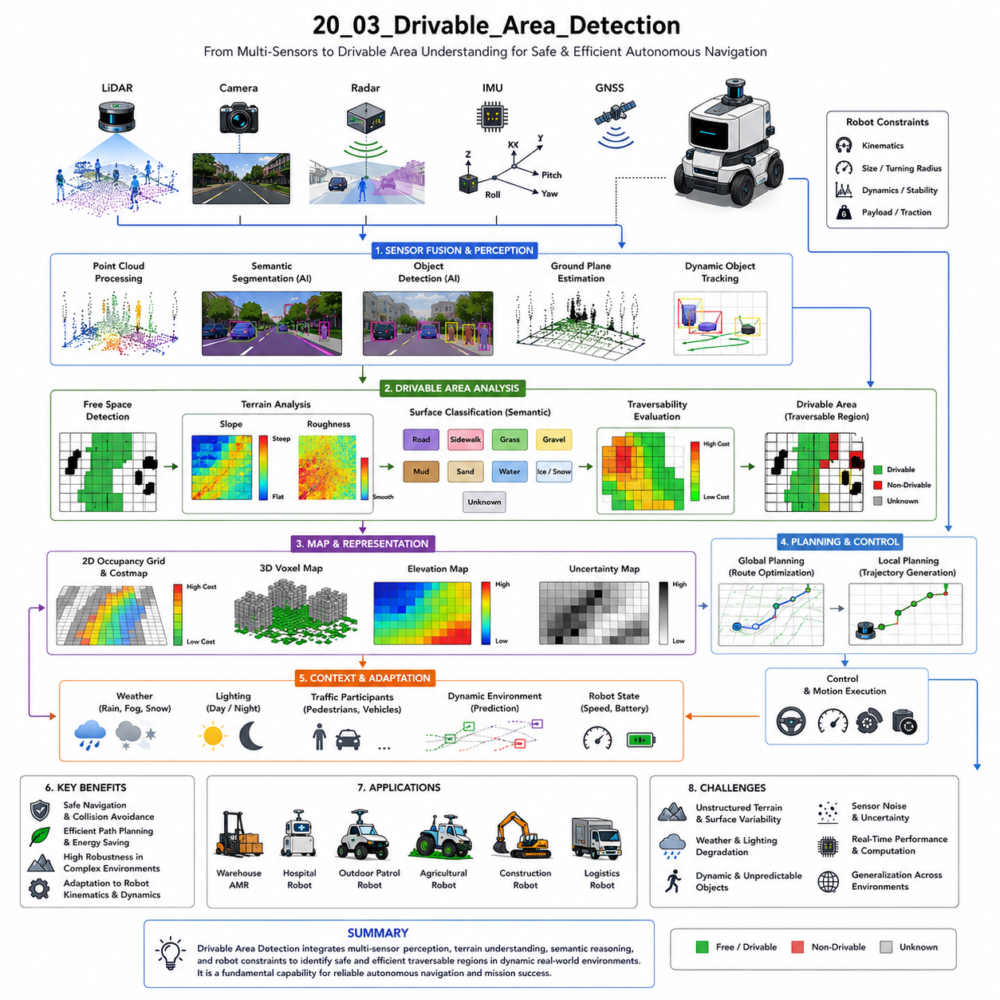 20_03_Drivable_Area_Detection
From Multi-Sensors to Drivable Area Understanding for Safe & Efficient Autonomous Navigation
LiDAR
Camera
Radar
IMU
GNSS
Z
KK
Y
Pitch
Roll
Yaw
Robot Constraints
Kinematics
Size / Turning Radius
Dynamics / Stability
Payload / Traction
1. SENSOR FUSION & PERCEPTION
Point Cloud
Processing
Semantic
Segmentation (AI)
Object
Detection (AI)
Ground Plane
Estimation
Dynamic Object
Tracking
2. DRIVABLE AREA ANALYSIS
Free Space
Detection
Terrain Analysis
Slope
Steep
Flat
Roughness
Smooth
Surface Classification (Semantic)
Road
Sidewalk
Grass
Gravel
Mud
Sand
Water
Ice / Snow
Unknown
Traversability
Evaluation
High Cost
Low Cost
Drivable Area
(Traversable Region)
Drivable
Non-Drivable
Unknown
3. MAP & REPRESENTATION
2D Occupancy Grid
& Costmap
High Cost
Low Cost
3D Voxel Map
Elevation Map
High
Low
Uncertainty Map
High
Low
4. PLANNING & CONTROL
Global Planning
(Route Optimization)
Local Planning
(Trajectory Generation)
Control
& Motion Execution
5. CONTEXT & ADAPTATION
Weather
(Rain, Fog, Snow)
Lighting
(Day / Night)
Traffic Participants
(Pedestrians, Vehicles)
...
Dynamic Environment
(Prediction)
Robot State
(Speed, Battery)
6. KEY BENEFITS
Safe Navigation
& Collision Avoidance
Efficient Path Planning
& Energy Saving
High Robustness in
Complex Environments
Adaptation to Robot
Kinematics & Dynamics
7. APPLICATIONS
Warehouse
AMR
Hospital
Robot
Outdoor Patrol
Robot
Agricultural
Robot
Construction
Robot
Logistics
Robot
8. CHALLENGES
Unstructured Terrain
& Surface Variability
Weather & Lighting
Degradation
Dynamic & Unpredictable
Objects
Sensor Noise
& Uncertainty
Real-Time Performance
& Computation
Generalization Across
Environments
SUMMARY
Drivable Area Dotection integrates multi-sensor perception, terrain understanding, semantic reasoning,
and robot constraints to identify safe and efficient traversable regions in dynamic real-world environments.
It is a fundamental capability for reliable autonomous navigation and mission success.
Free / Drivable
Non-Drivable
Unknown